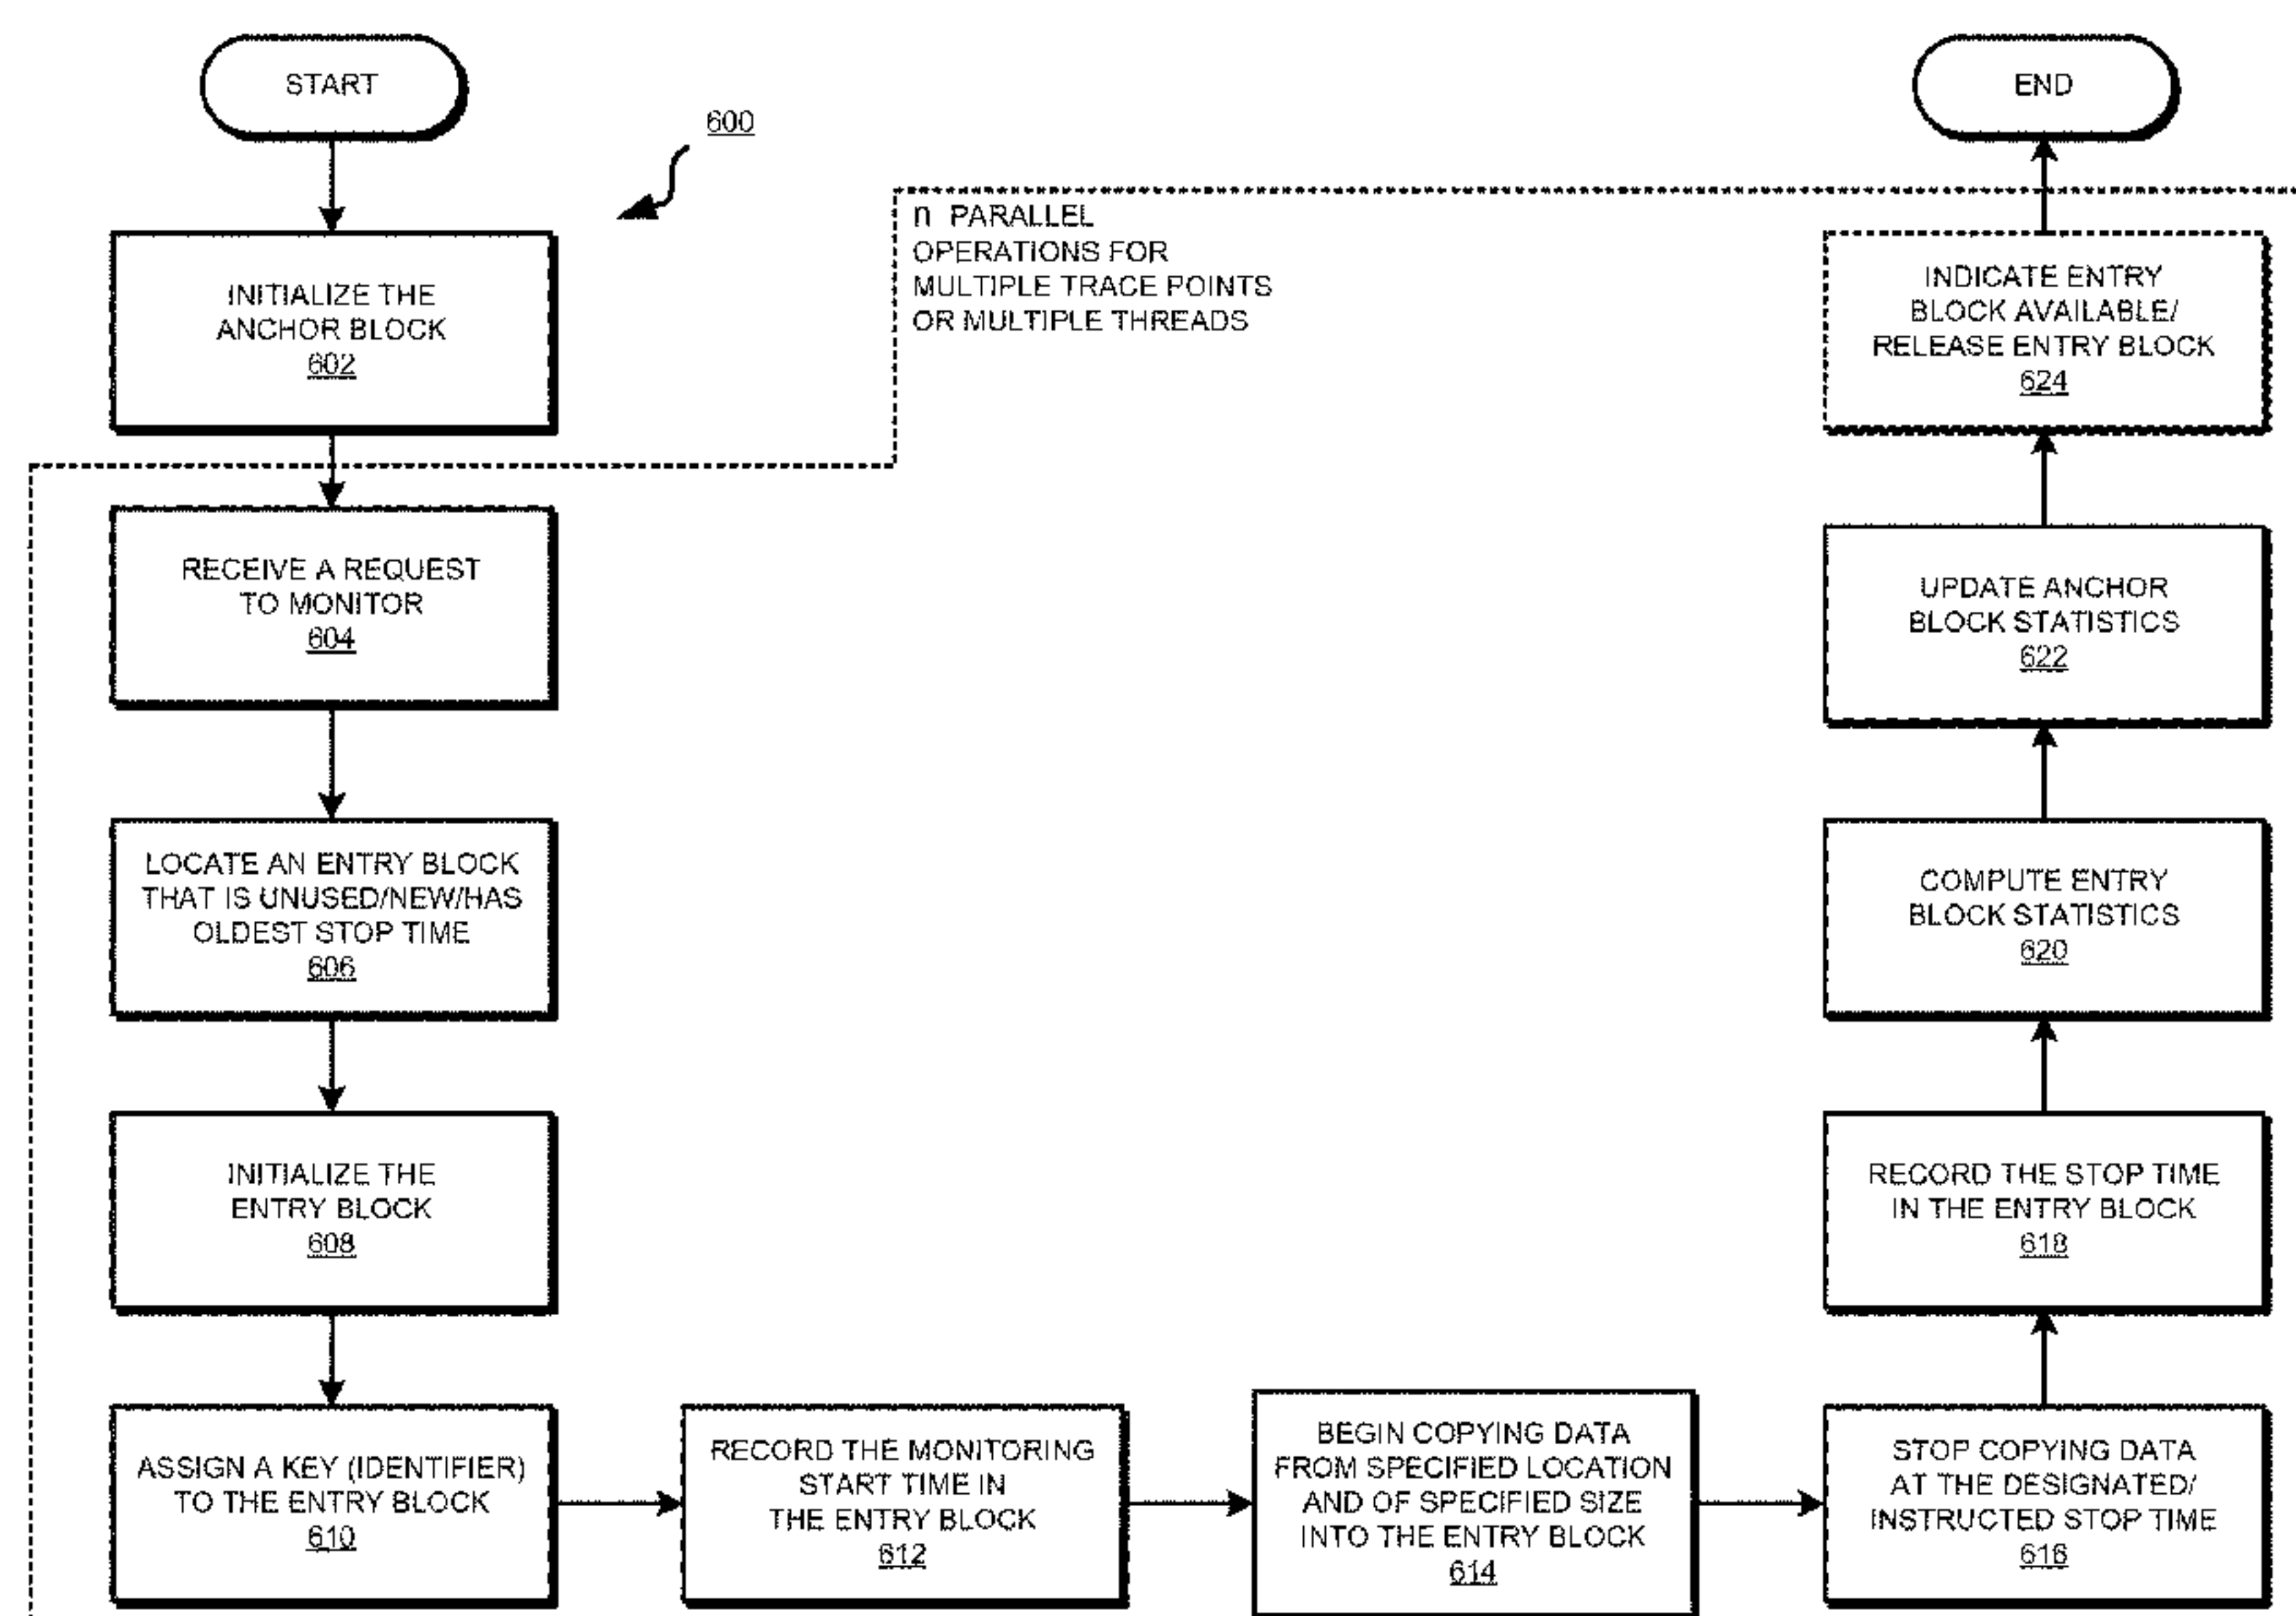 START
600
INITIALIZE THE
ANCHOR BLOCK
602
n PARALLEL
OPERATIONS FOR
MULTIPLE TRACE POINTS
OR MULTIPLE THREADS
RECEIVE A REQUEST
TO MONITOR
604
LOCATE AN ENTRY BLOCK
THAT IS UNUSED/NEW/HAS
OLDEST STOP TIME
606
INITIALIZE THE
ENTRY BLOCK
608
ASSIGN A KEY (IDENTIFIER)
TO THE ENTRY BLOCK
610
RECORD THE MONITORING
START TIME IN
THE ENTRY BLOCK
612
BEGIN COPYING DATA
FROM SPECIFIED LOCATION
AND OF SPECIFIED SIZE
INTO THE ENTRY BLOCK
614
STOP COPYING DATA
AT THE DESIGNATED/
INSTRUCTED STOP TIME
616
RECORD THE STOP TIME
IN THE ENTRY BLOCK
618
COMPUTE ENTRY
BLOCK STATISTICS
620
UPDATE ANCHOR
BLOCK STATISTICS
622
INDICATE ENTRY
BLOCK AVAILABLE/
RELEASE ENTRY BLOCK
624
END